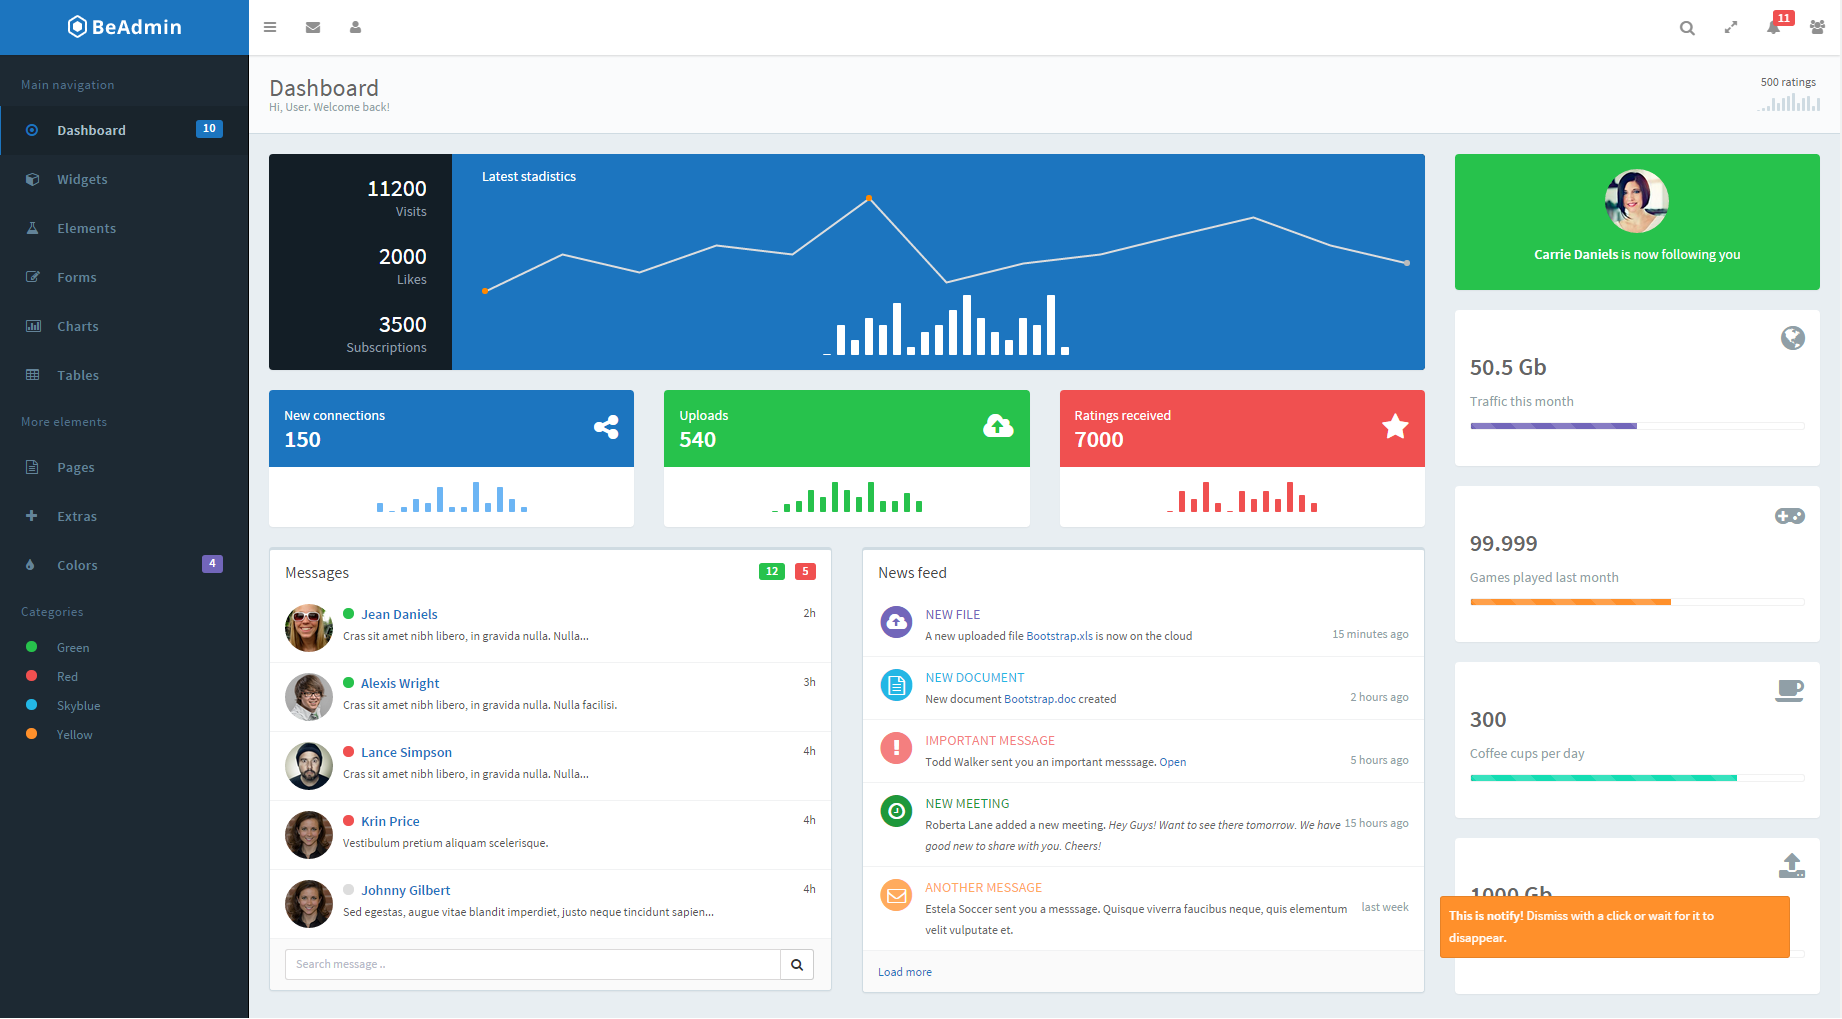 BeAdmin
11
Main navigation
Dashboard 10
Widgets
Elements
Forms
Charts
Tables
More elements
Pages
Extras
Colors 4
Categories
Green
Red
Skyblue
Yellow
Dashboard
Hi, User. Welcome back!
500 ratings
11200
Visits
2000
Likes
3500
Subscriptions
Latest stadistics
New connections
150
Uploads
540
Ratings received
7000
Messages 12 5
Jean Daniels 2h
Cras sit amet nibh libero, in gravida nulla. Nulla...
Alexis Wright 3h
Cras sit amet nibh libero, in gravida nulla. Nulla facilisi.
Lance Simpson 4h
Cras sit amet nibh libero, in gravida nulla. Nulla...
Krin Price 4h
Vestibulum pretium aliquam scelerisque.
Johnny Gilbert 4h
Sed egestas, augue vitae blandit imperdiet, justo neque tincidunt sapien...
Search message ..
News feed
NEW FILE
A new uploaded file Bootstrap.xls is now on the cloud 15 minutes ago
NEW DOCUMENT
New document Bootstrap.doc created 2 hours ago
IMPORTANT MESSAGE
Todd Walker sent you an important messsage. Open 5 hours ago
NEW MEETING
Roberta Lane added a new meeting. Hey Guys! Want to see there tomorrow. We have 15 hours ago
good new to share with you. Cheers!
ANOTHER MESSAGE
Estela Soccer sent you a messsage. Quisque viverra faucibus neque, quis elementum last week
velit vulputate et.
Load more
Carrie Daniels is now following you
50.5 Gb
Traffic this month
99.999
Games played last month
300
Coffee cups per day
1000 Gb
This is notify! Dismiss with a click or wait for it to
disappear.